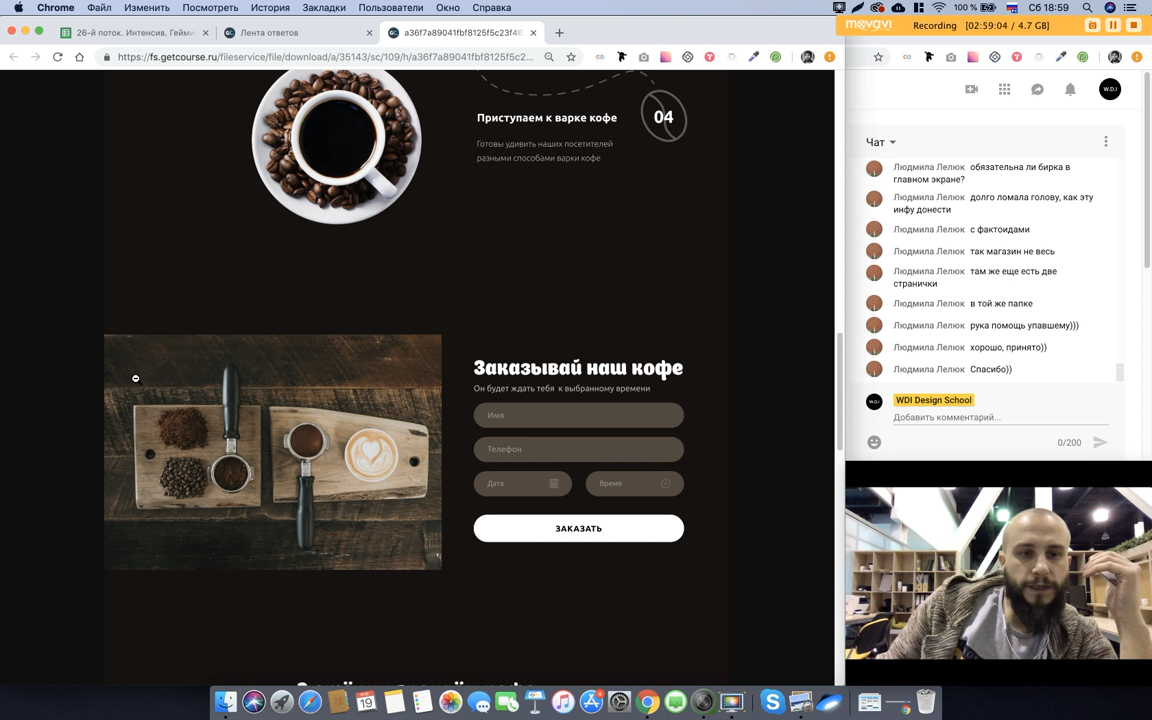 Chrome Файл Изменить Посмотреть История Закладки Пользователи Окно Справка
100 %
Сб 18:59
movavi Recording [02:59:04 / 4.7 GB]
26-й поток. Интенсив. Гейми
Лента ответов
a36f7a89041fbf8125f5c23f46
https://fs.getcourse.ru/fileservice/file/download/a/35143/sc/109/h/a36f7a89041fbf8125f5c2...
Приступаем к варке кофе
04
Готовы удивить наших посетителей
разными способами варки кофе
Заказывай наш кофе
Он будет ждать тебя к выбранному времени
Имя
Телефон
Дата
Время
ЗАКАЗАТЬ
W.D.I
Чат
Людмила Лелюк обязательна ли бирка в
главном экране?
Людмила Лелюк долго ломала голову, как эту
инфу донести
Людмила Лелюк с фактоидами
Людмила Лелюк так магазин не весь
Людмила Лелюк там же еще есть две
странички
Людмила Лелюк в той же папке
Людмила Лелюк рука помощь упавшему)))
Людмила Лелюк хорошо, принято))
Людмила Лелюк Спасибо))
WDI Design School
Добавить комментарий...
0/200
19